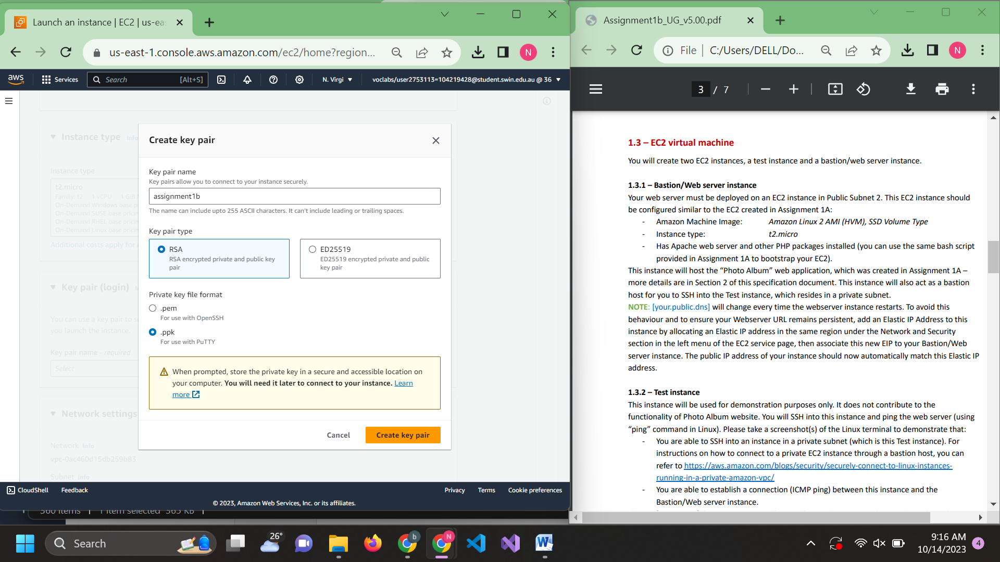 Launch an instance | EC2 | us-eas
us-east-1.console.aws.amazon.com/ec2/home?region...
N
aws
Services
Search
[Alt+S]
N. Virgi
voclabs/user2753113=104219428@student.swin.edu.au @ 36
Instance type
Info
Instance type
t2.micro
Family: t2 1 vCPU 1 GiB
On-Demand Windows base p
On-Demand SUSE base pricin
On-Demand RHEL base pricin
On-Demand Linux base pricin
Additional costs apply for
Key pair (login)
You can use a key pair to s
you launch the instance.
Key pair name - required
Select
Network settings
Network Info
vpc-0ac460d15db259b83
Subnet Info
Create key pair
Key pair name
Key pairs allow you to connect to your instance securely.
assignment1b
The name can include upto 255 ASCII characters. It can't include leading or trailing spaces.
Key pair type
RSA
RSA encrypted private and public key
pair
ED25519
ED25519 encrypted private and public
key pair
Private key file format
.pem
For use with OpenSSH
.ppk
For use with PuTTY
When prompted, store the private key in a secure and accessible location on
your computer. You will need it later to connect to your instance. Learn
more
Cancel
Create key pair
CloudShell
Feedback
Privacy
Terms
Cookie preferences
© 2023, Amazon Web Services, Inc. or its affiliates.
360 items
1 item selected 365 KB
Assignment1b_UG_v5.00.pdf
File
C:/Users/DELL/Do...
N
3 / 7
1.3 – EC2 virtual machine
You will create two EC2 instances, a test instance and a bastion/web server instance.
1.3.1 – Bastion/Web server instance
Your web server must be deployed on an EC2 instance in Public Subnet 2. This EC2 instance should
be configured similar to the EC2 created in Assignment 1A:
- Amazon Machine Image: Amazon Linux 2 AMI (HVM), SSD Volume Type
- Instance type: t2.micro
- Has Apache web server and other PHP packages installed (you can use the same bash script
provided in Assignment 1A to bootstrap your EC2).
This instance will host the “Photo Album” web application, which was created in Assignment 1A –
more details are in Section 2 of this specification document. This instance will also act as a bastion
host for you to SSH into the Test instance, which resides in a private subnet.
NOTE: [your.public.dns] will change every time the webserver instance restarts. To avoid this
behaviour and to ensure your Webserver URL remains persistent, add an Elastic IP Address to this
instance by allocating an Elastic IP address in the same region under the Network and Security
section in the left menu of the EC2 service page, then associate this new EIP to your Bastion/Web
server instance. The public IP address of your instance should now automatically match this Elastic IP
address.
1.3.2 – Test instance
This instance will be used for demonstration purposes only. It does not contribute to the
functionality of Photo Album website. You will SSH into this instance and ping the web server (using
“ping” command in Linux). Please take a screenshot(s) of the Linux terminal to demonstrate that:
- You are able to SSH into an instance in a private subnet (which is this Test instance). For
instructions on how to connect to a private EC2 instance through a bastion host, you can
refer to https://aws.amazon.com/blogs/security/securely-connect-to-linux-instances-
running-in-a-private-amazon-vpc/
- You are able to establish a connection (ICMP ping) between this instance and the
Bastion/Web server instance.
Search
26°
b
N
9:16 AM
10/14/2023
4